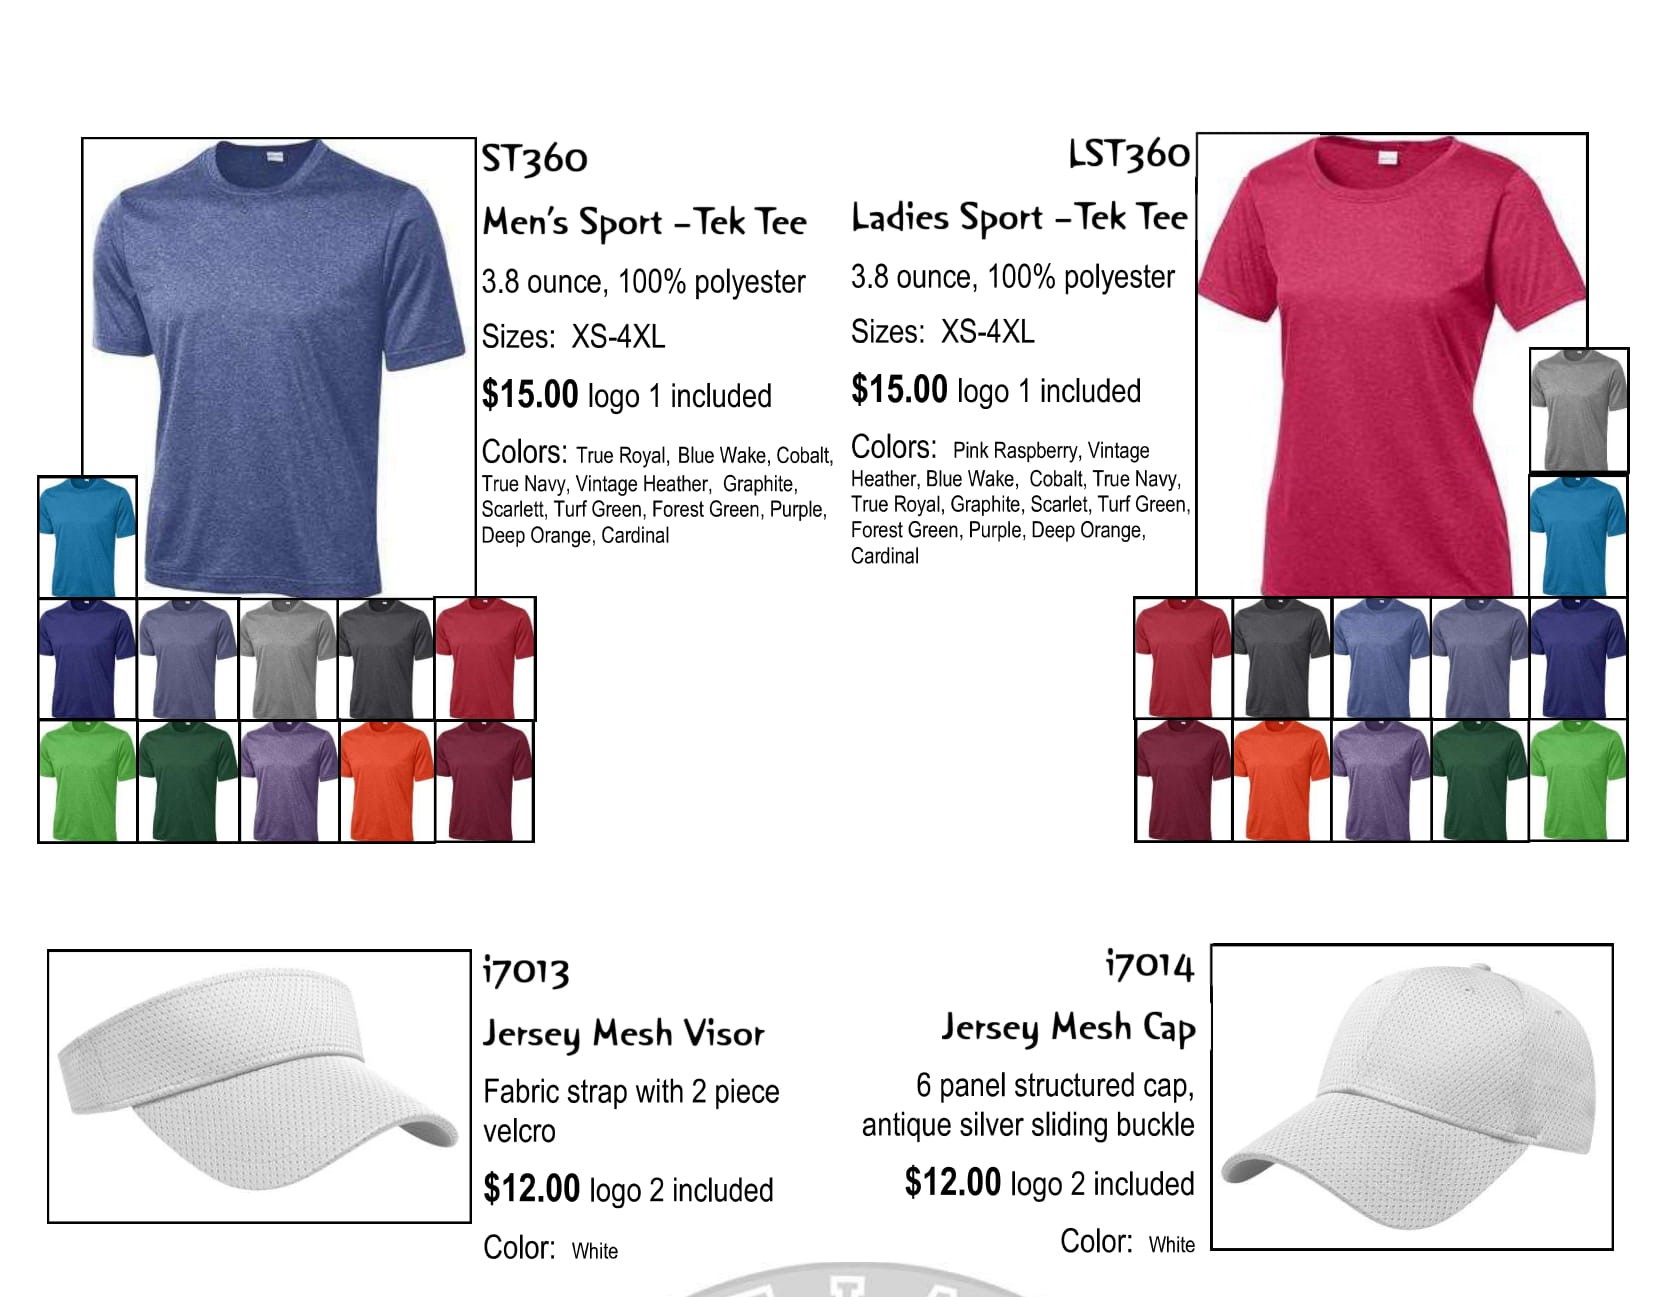 ST360
Men's Sport –Tek Tee
3.8 ounce, 100% polyester
Sizes:  XS-4XL
$15.00 logo 1 included
Colors: True Royal, Blue Wake, Cobalt,
True Navy, Vintage Heather,  Graphite,
Scarlett, Turf Green, Forest Green, Purple,
Deep Orange, Cardinal
LST360
Ladies Sport –Tek Tee
3.8 ounce, 100% polyester
Sizes:  XS-4XL
$15.00 logo 1 included
Colors:  Pink Raspberry, Vintage
Heather, Blue Wake,  Cobalt, True Navy,
True Royal, Graphite, Scarlet, Turf Green,
Forest Green, Purple, Deep Orange,
Cardinal
i7013
Jersey Mesh Visor
Fabric strap with 2 piece
velcro
$12.00 logo 2 included
Color:  White
i7014
Jersey Mesh Cap
6 panel structured cap,
antique silver sliding buckle
$12.00 logo 2 included
Color:  White